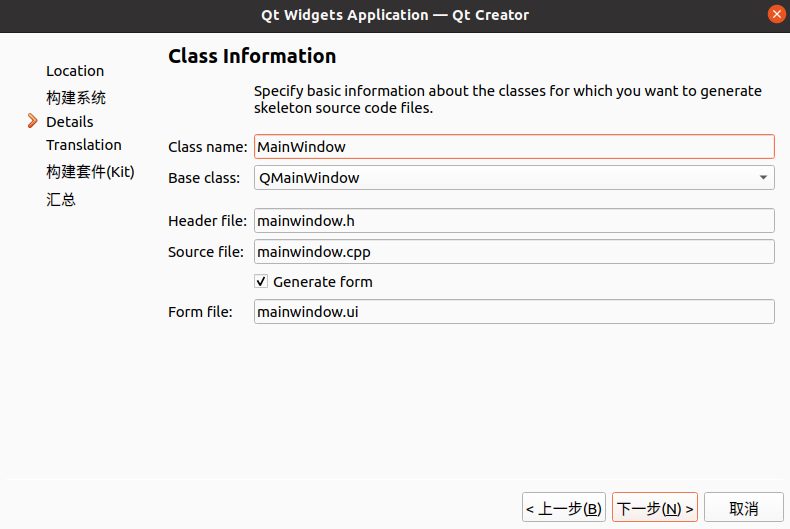 Qt Widgets Application — Qt Creator
Class Information
Location
构建系统
Details
Translation
构建套件(Kit)
汇总
Specify basic information about the classes for which you want to generate
skeleton source code files.
Class name: MainWindow
Base class: QMainWindow
Header file: mainwindow.h
Source file: mainwindow.cpp
Generate form
Form file: mainwindow.ui
< 上一步(B) 下一步(N) > 取消